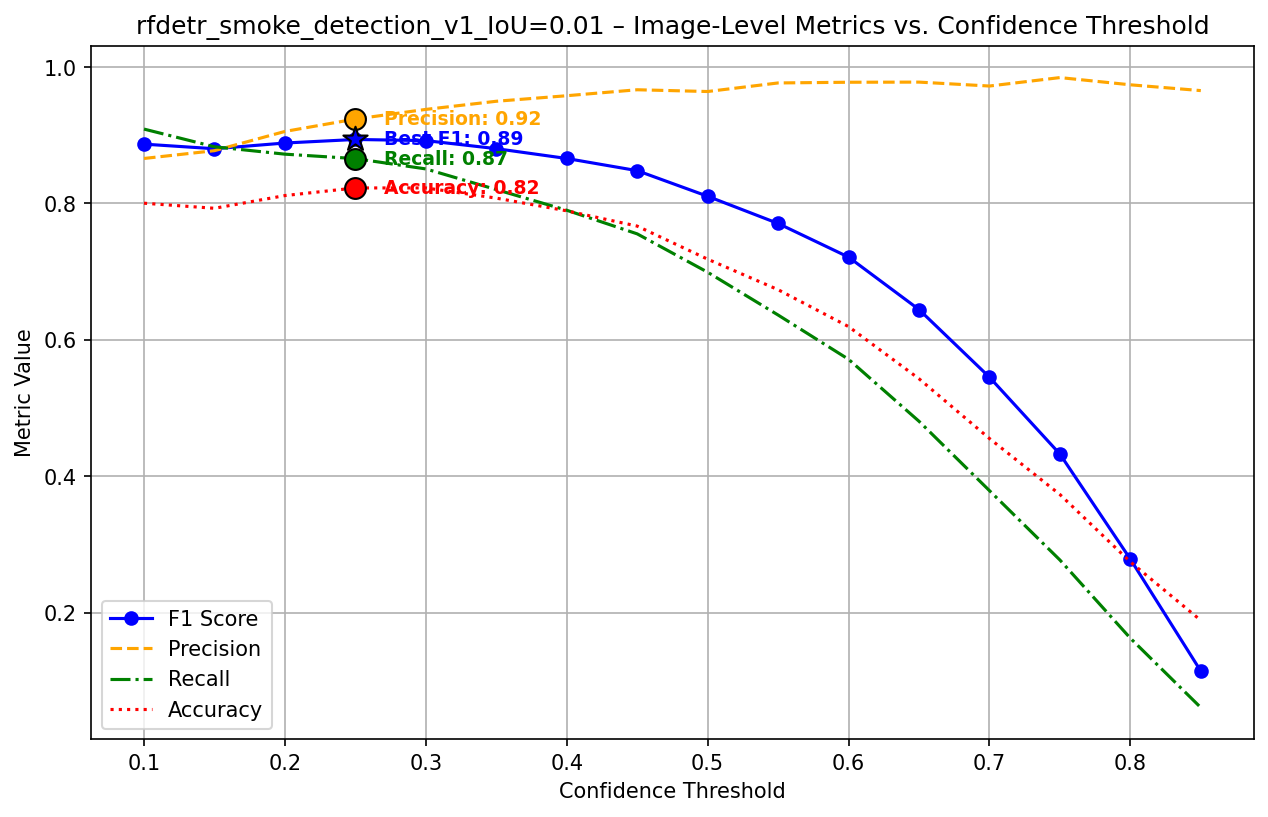 rfdetr_smoke_detection_v1_IoU=0.01 – Image-Level Metrics vs. Confidence Threshold
Metric Value
1.0
0.8
0.6
0.4
0.2
Precision: 0.92
Best F1: 0.89
Recall: 0.87
Accuracy: 0.82
F1 Score
Precision
Recall
Accuracy
0.1 0.2 0.3 0.4 0.5 0.6 0.7 0.8
Confidence Threshold